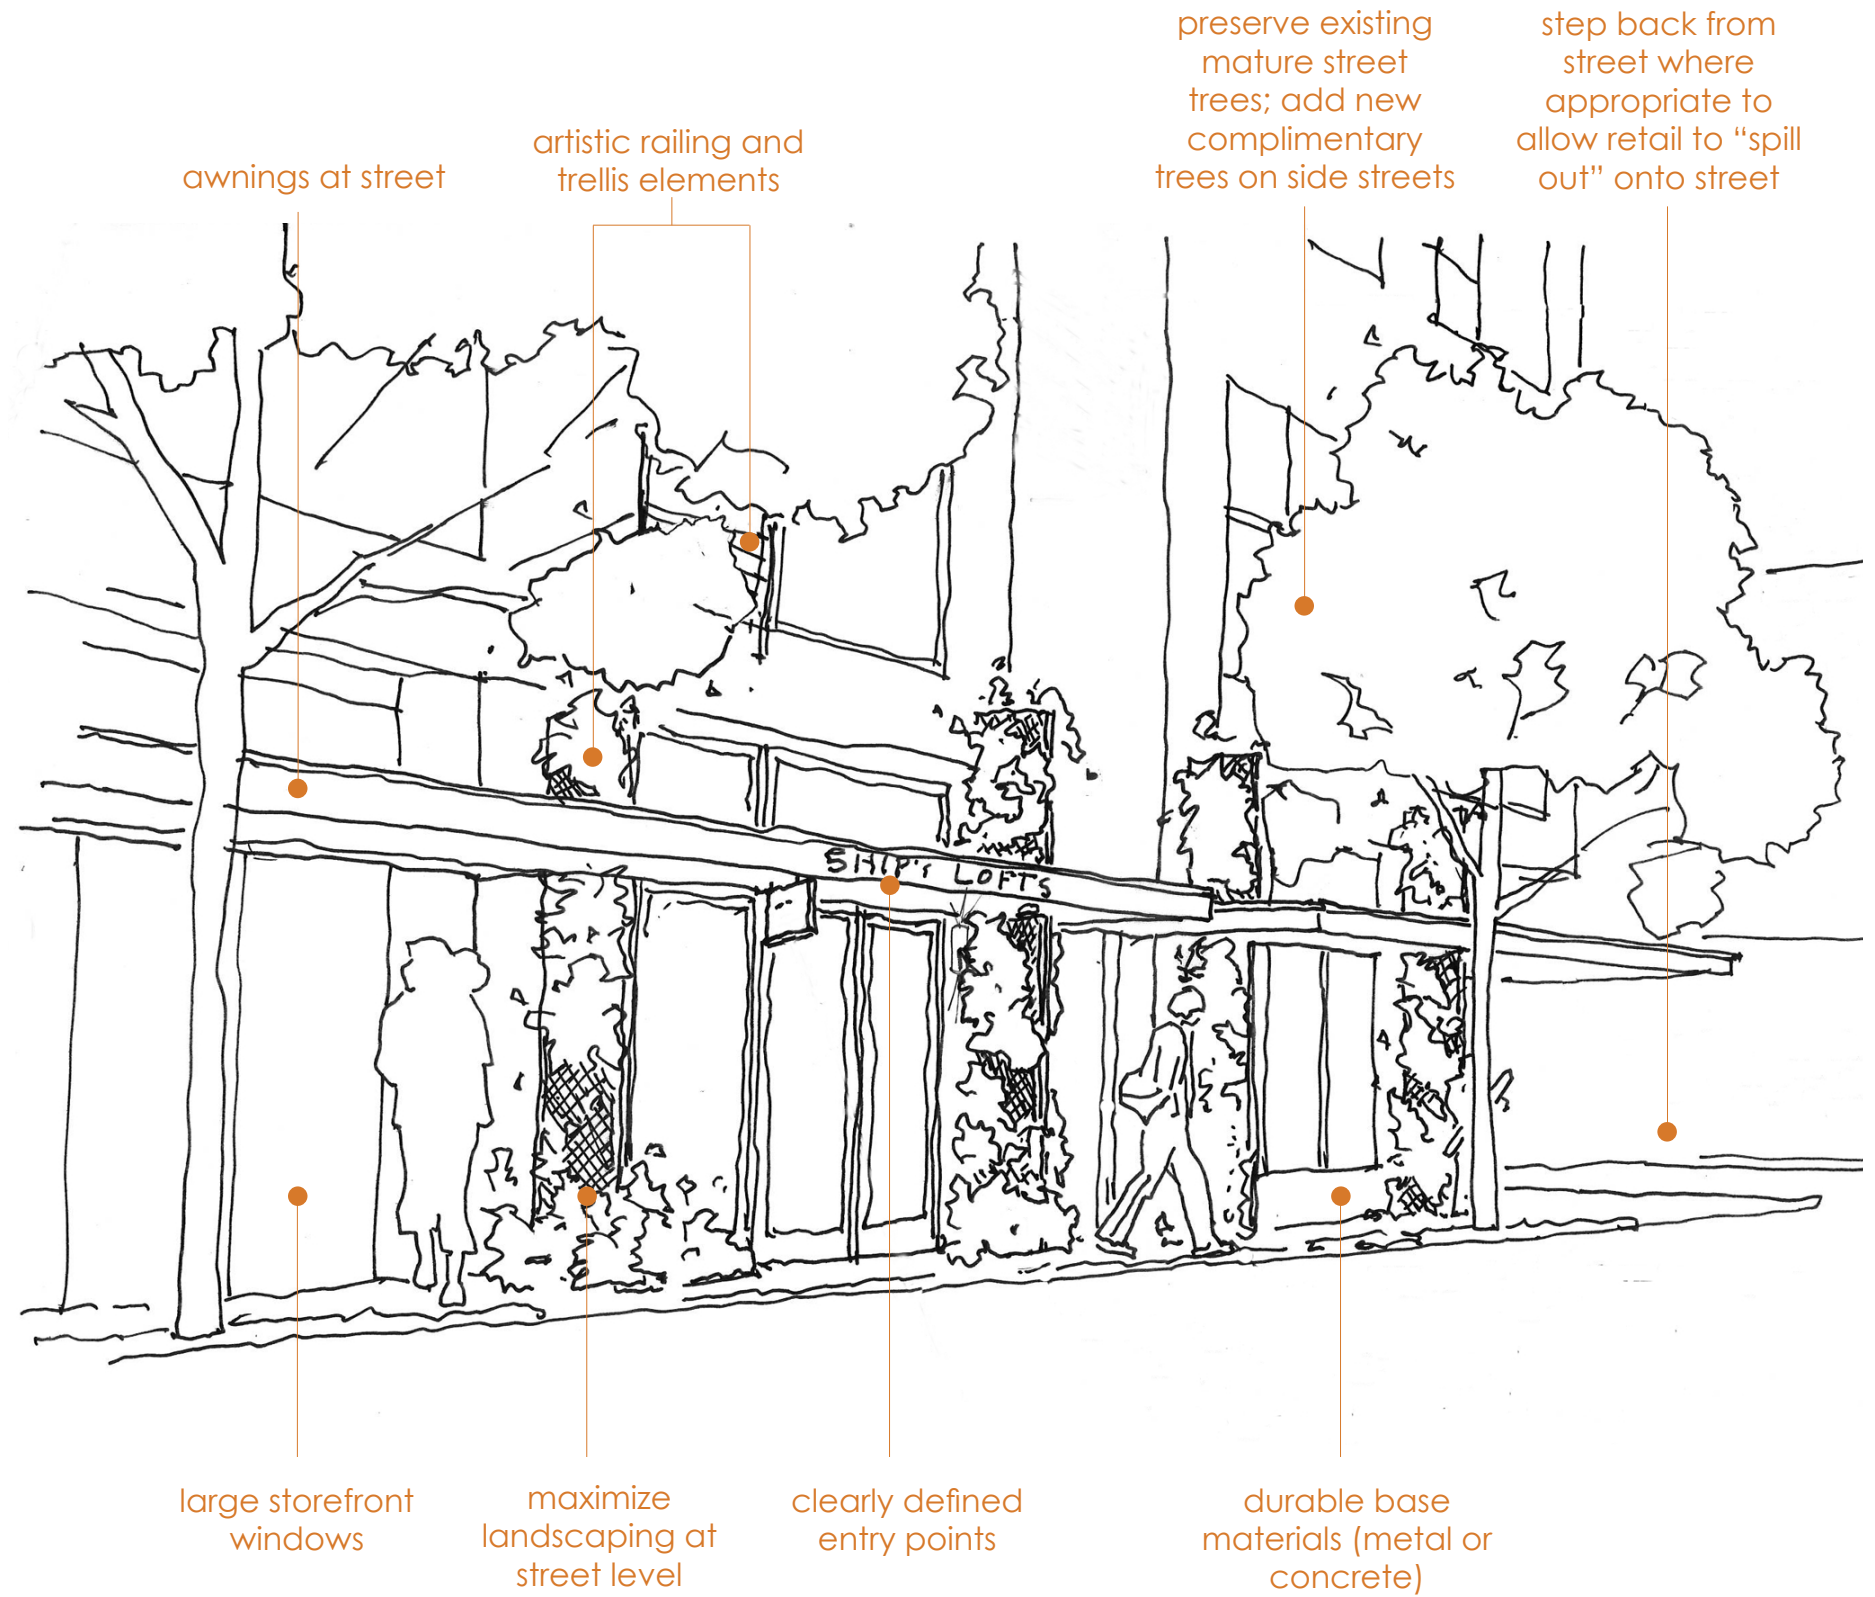 preserve existing
mature street
trees; add new
complimentary
trees on side streets
step back from
street where
appropriate to
allow retail to “spill
out” onto street
artistic railing and
trellis elements
awnings at street
SHIP'S LOFTS
large storefront
windows
maximize
landscaping at
street level
clearly defined
entry points
durable base
materials (metal or
concrete)